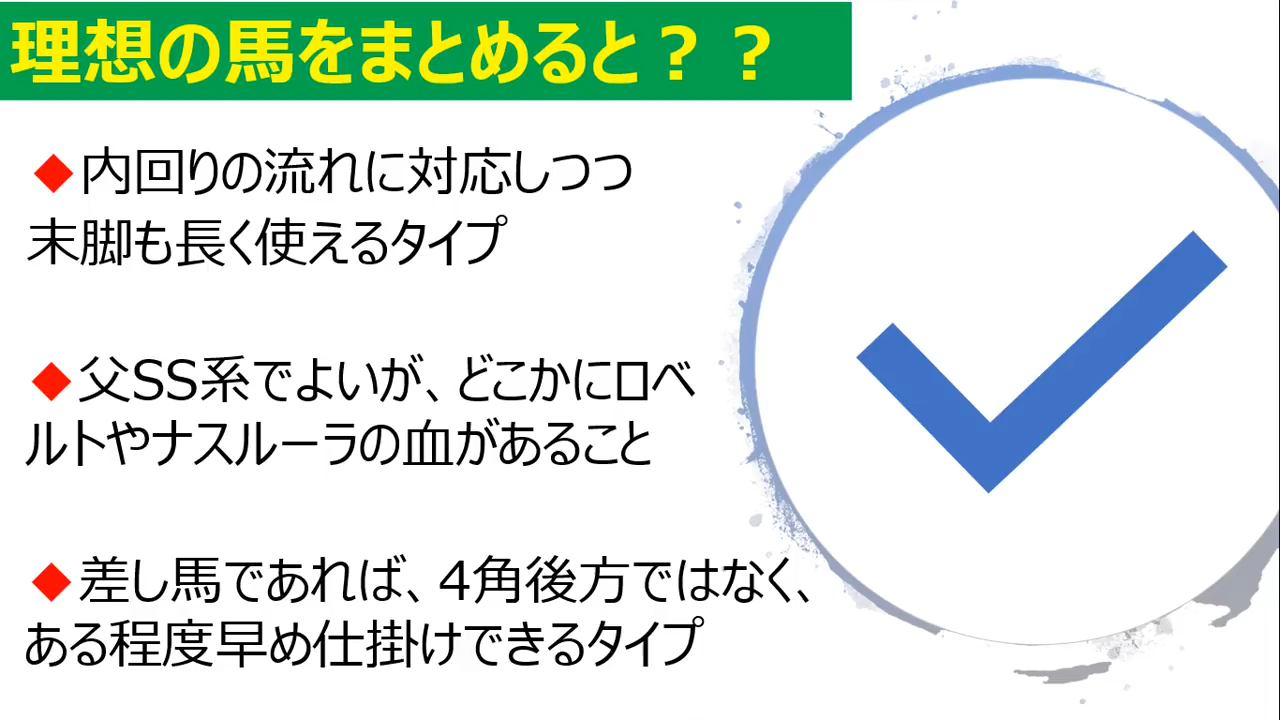 理想の馬をまとめると？？
◆内回りの流れに対応しつつ
末脚も長く使えるタイプ
◆父SS系でよいが、どこかにロベ
ルトやナスルーラの血があること
◆差し馬であれば、4角後方ではなく、
ある程度早め仕掛けできるタイプ